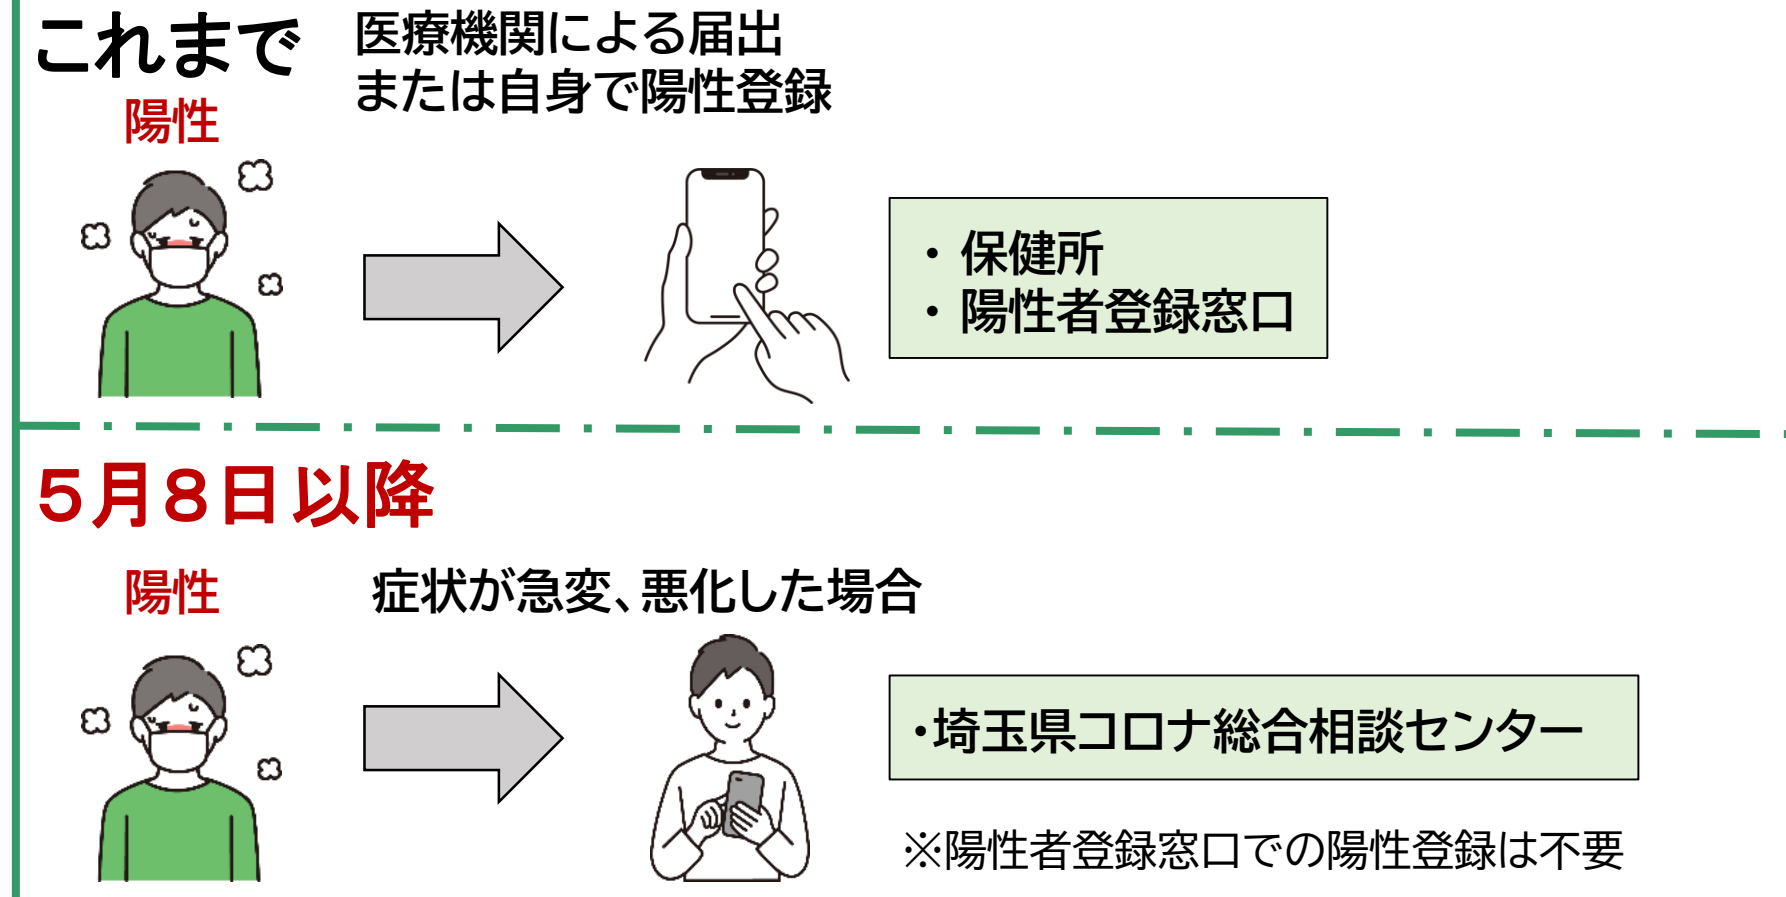 これまで
医療機関による届出
または自身で陽性登録
陽性
・ 保健所
・ 陽性者登録窓口
５月８日以降
陽性
症状が急変、悪化した場合
・埼玉県コロナ総合相談センター
※陽性者登録窓口での陽性登録は不要